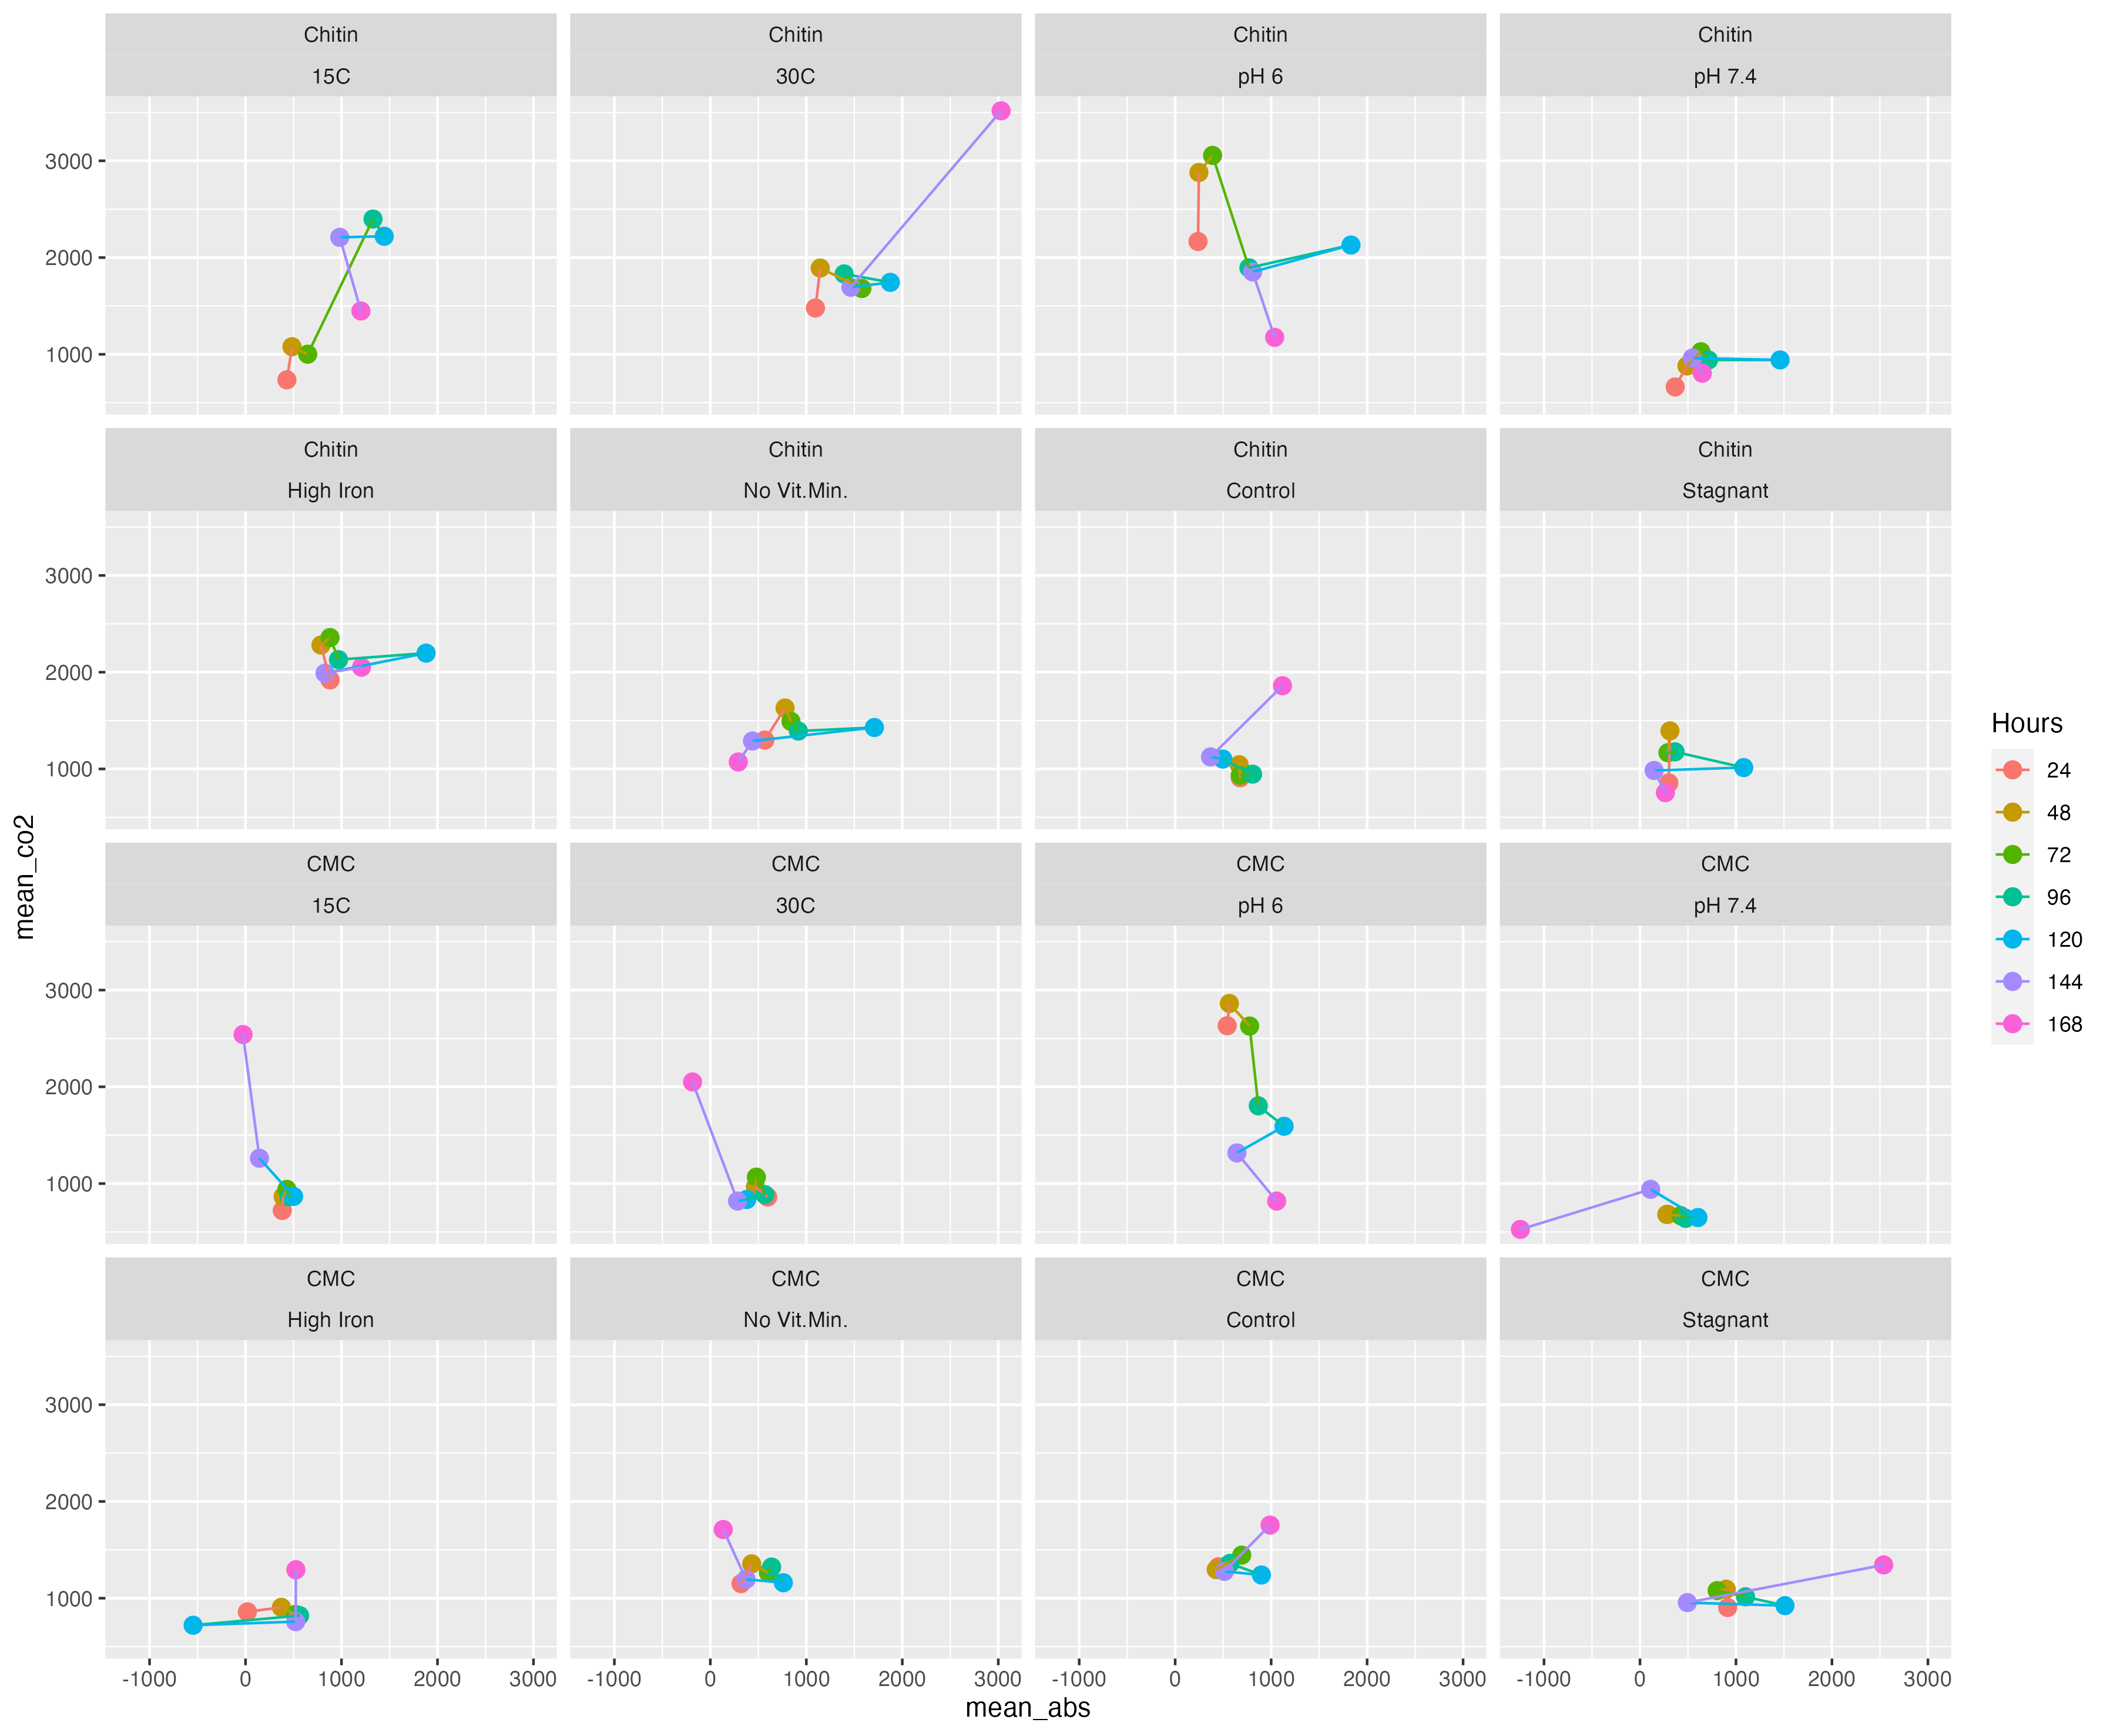 Chitin Chitin Chitin Chitin
15C 30C pH 6 pH 7.4
3000
2000
1000
Chitin Chitin Chitin Chitin
High Iron No Vit.Min. Control Stagnant
3000
2000
1000
mean_co2
Hours
24
48
72
96
120
144
168
CMC CMC CMC CMC
15C 30C pH 6 pH 7.4
3000
2000
1000
CMC CMC CMC CMC
High Iron No Vit.Min. Control Stagnant
3000
2000
1000
-1000 0 1000 2000 3000 -1000 0 1000 2000 3000 -1000 0 1000 2000 3000 -1000 0 1000 2000 3000
mean_abs